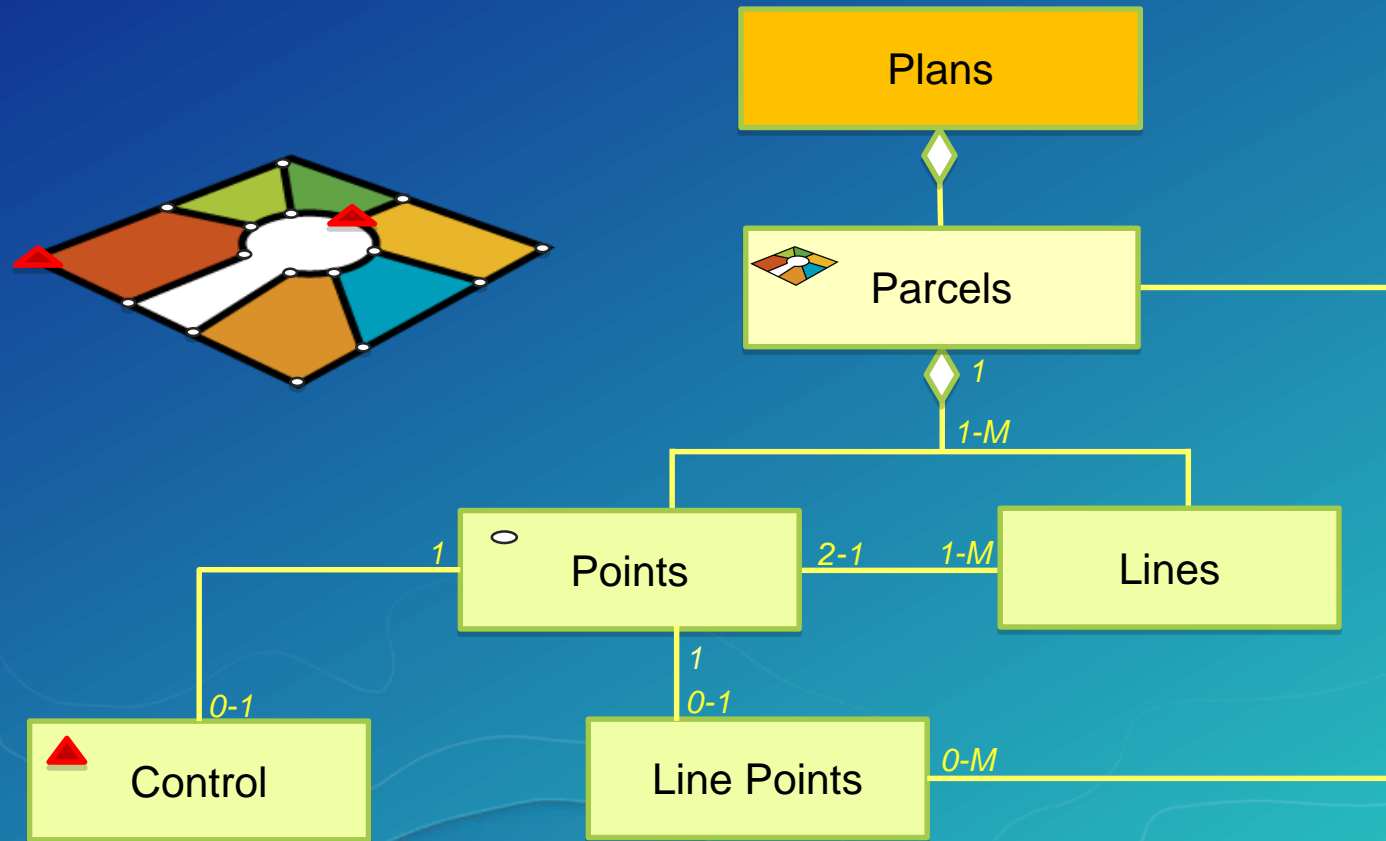 Plans
Parcels
1
1-M
1
Points
2-1
1-M
Lines
1
0-1
0-1
Control
Line Points
0-M